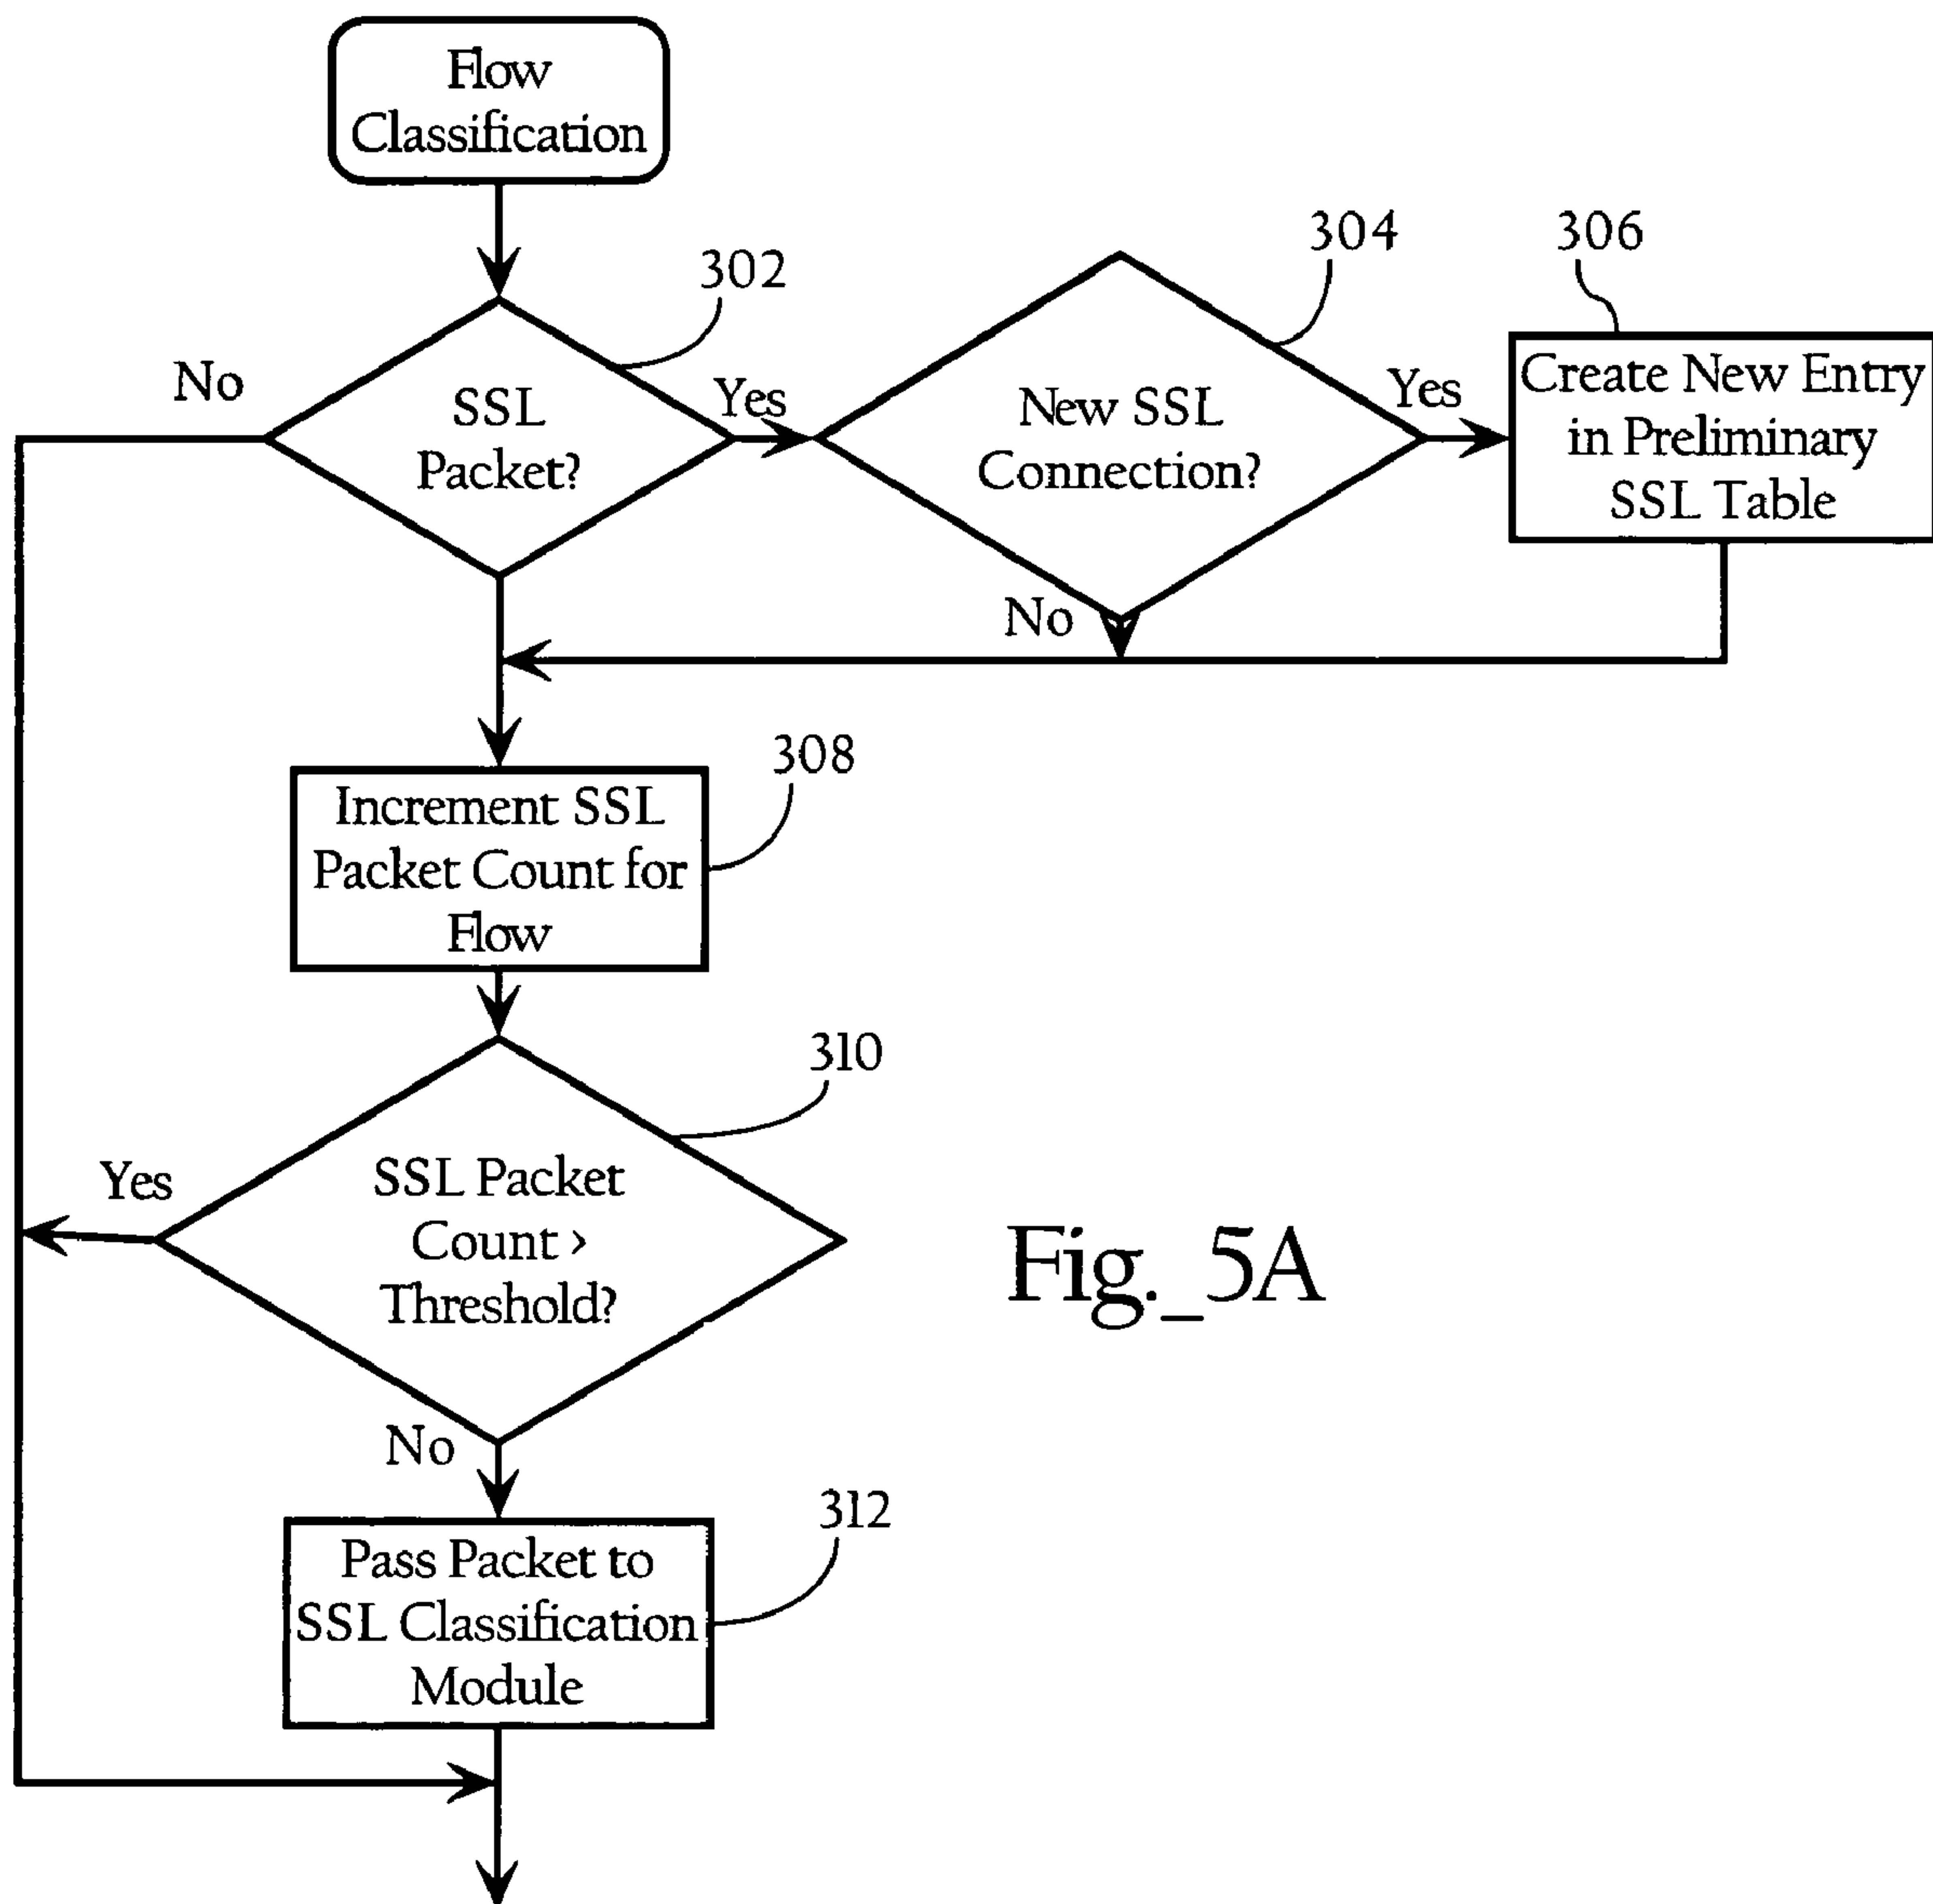 Flow
Classification
302
304
306
No
SSL
Packet?
Yes
New SSL
Connection?
Yes
Create New Entry
in Preliminary
SSL Table
No
308
Increment SSL
Packet Count for
Flow
310
Yes
SSL Packet
Count >
Threshold?
Fig._5A
No
312
Pass Packet to
SSL Classification
Module